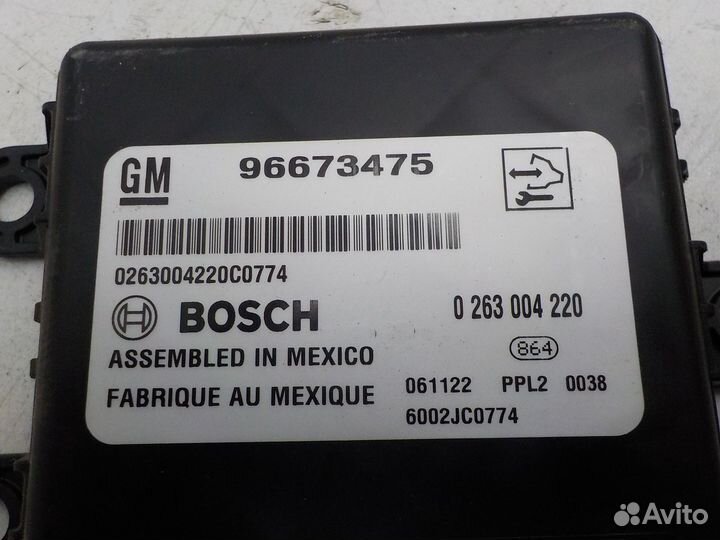 GM 96673475
0263004220C0774
BOSCH 0 263 004 220
ASSEMBLED IN MEXICO 864
FABRIQUE AU MEXIQUE 061122 PPL2 0038
6002JC0774
Avito